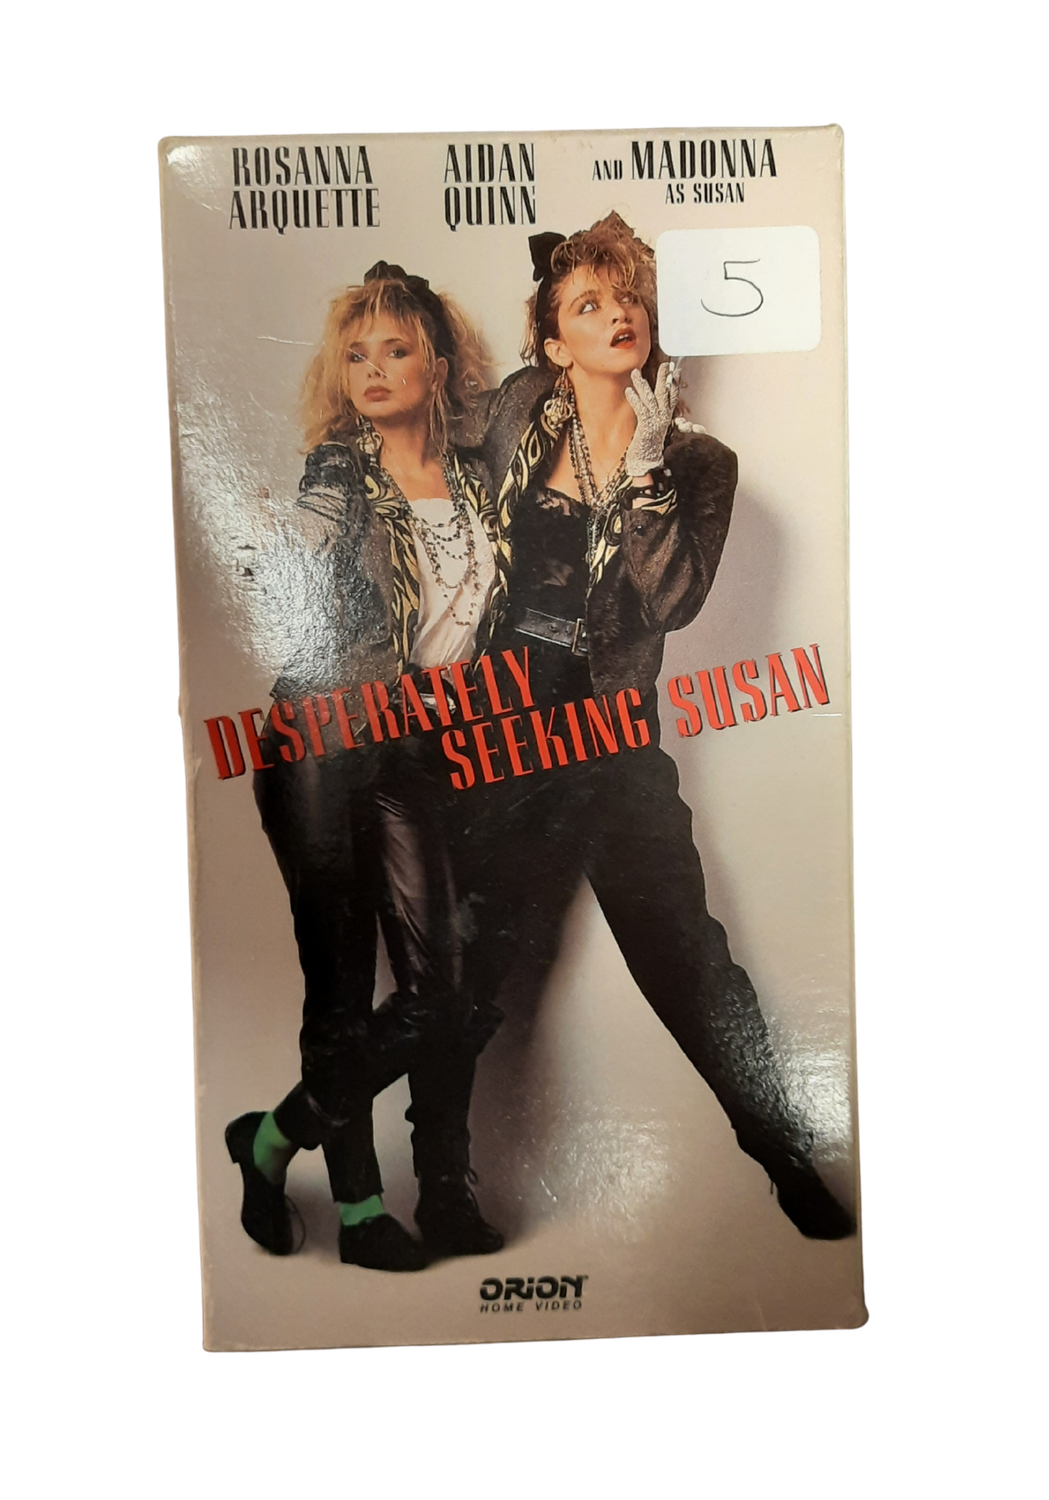 ROSANNA ARQUETTE
AIDAN QUINN
AND MADONNA
AS SUSAN
5
DESPERATELY
SEEKING SUSAN
ORION
HOME VIDEO